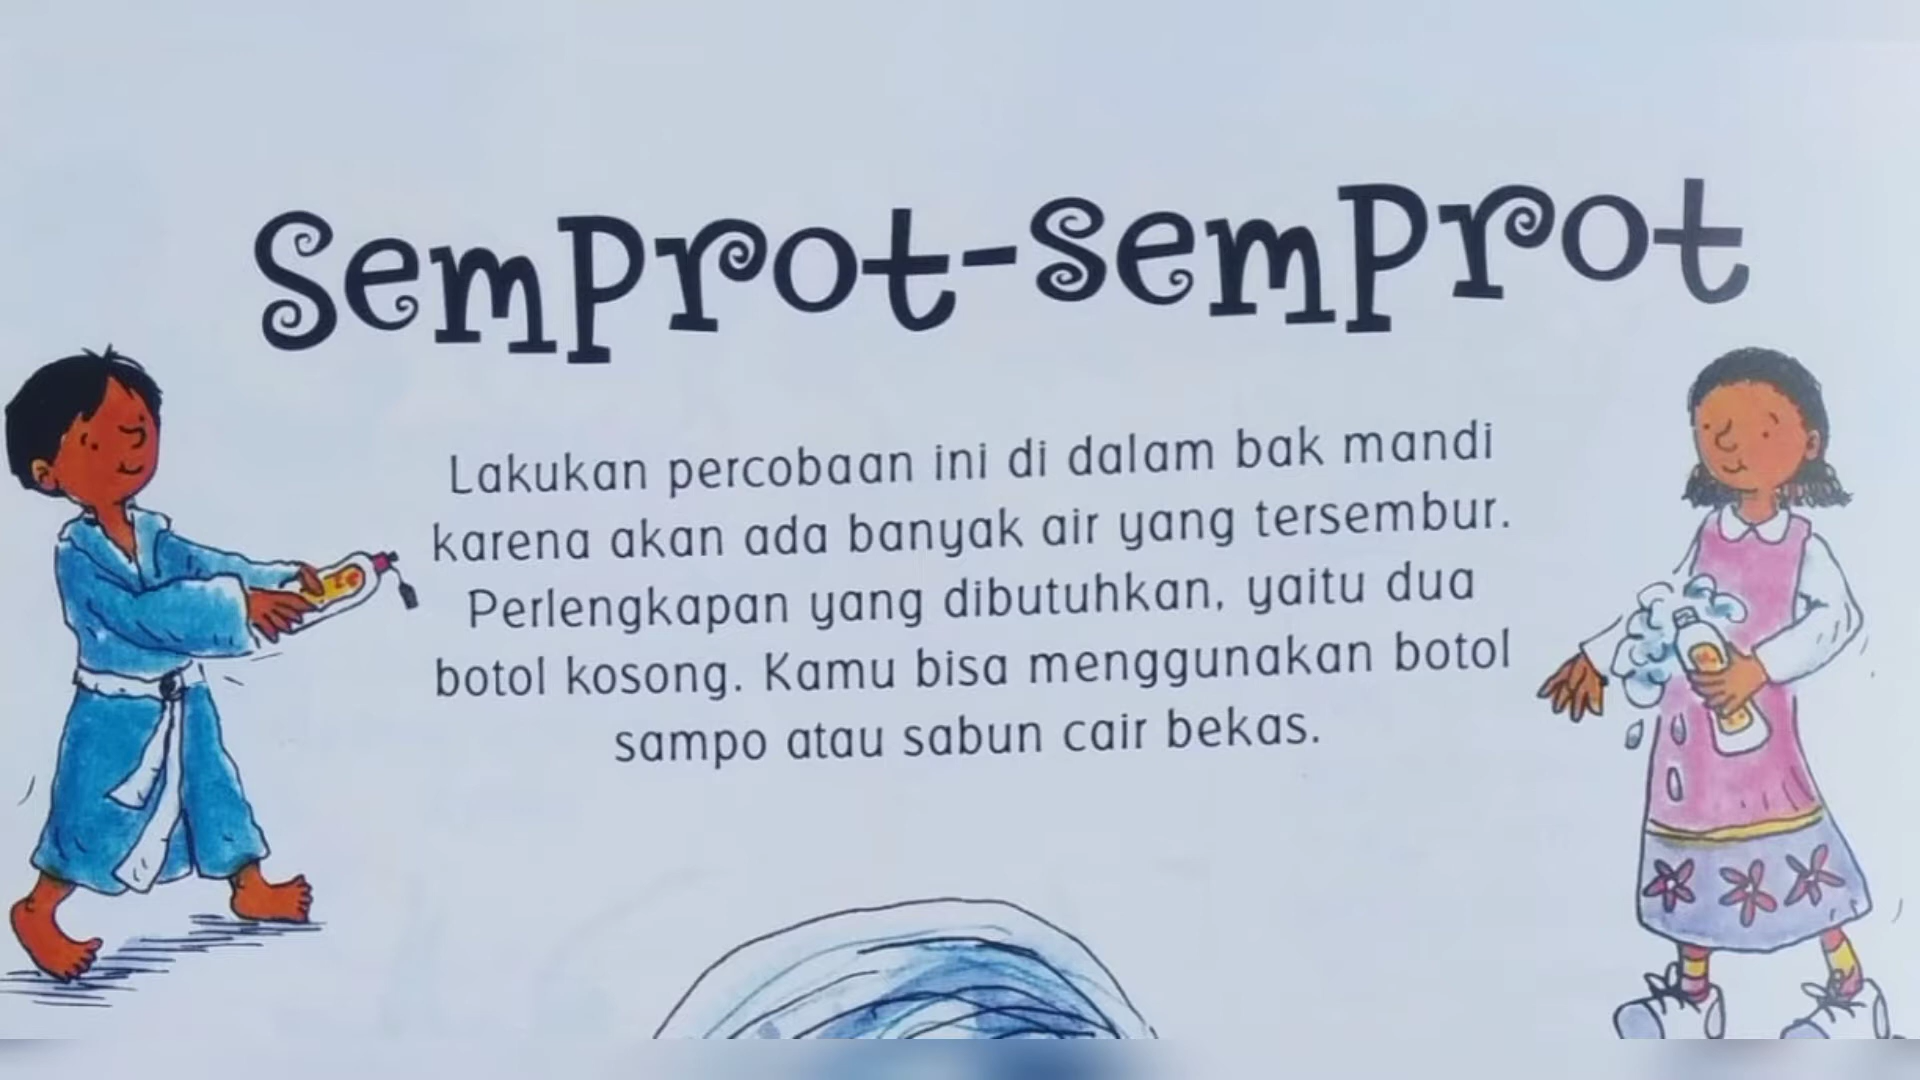 Semprot-semprot
Lakukan percobaan ini di dalam bak mandi
karena akan ada banyak air yang tersembur.
Perlengkapan yang dibutuhkan, yaitu dua
botol kosong. Kamu bisa menggunakan botol
sampo atau sabun cair bekas.